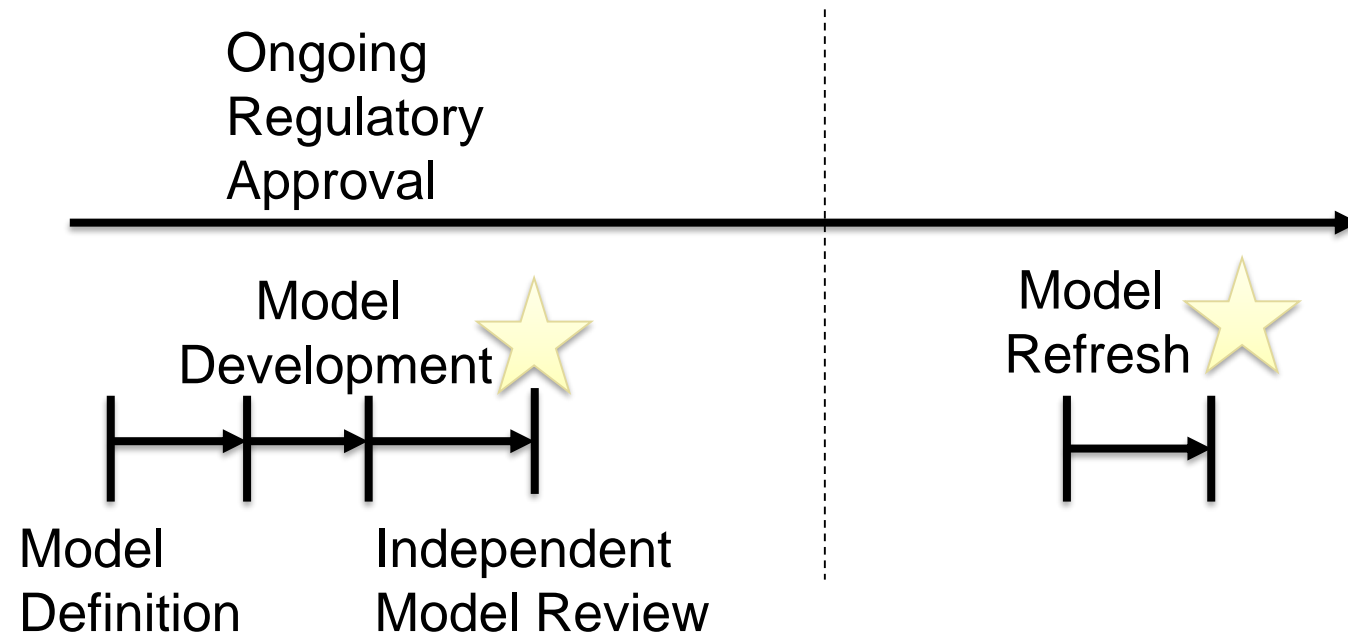 Ongoing
Regulatory
Approval
Model
Development
Model
Refresh
Model
Definition
Independent
Model Review